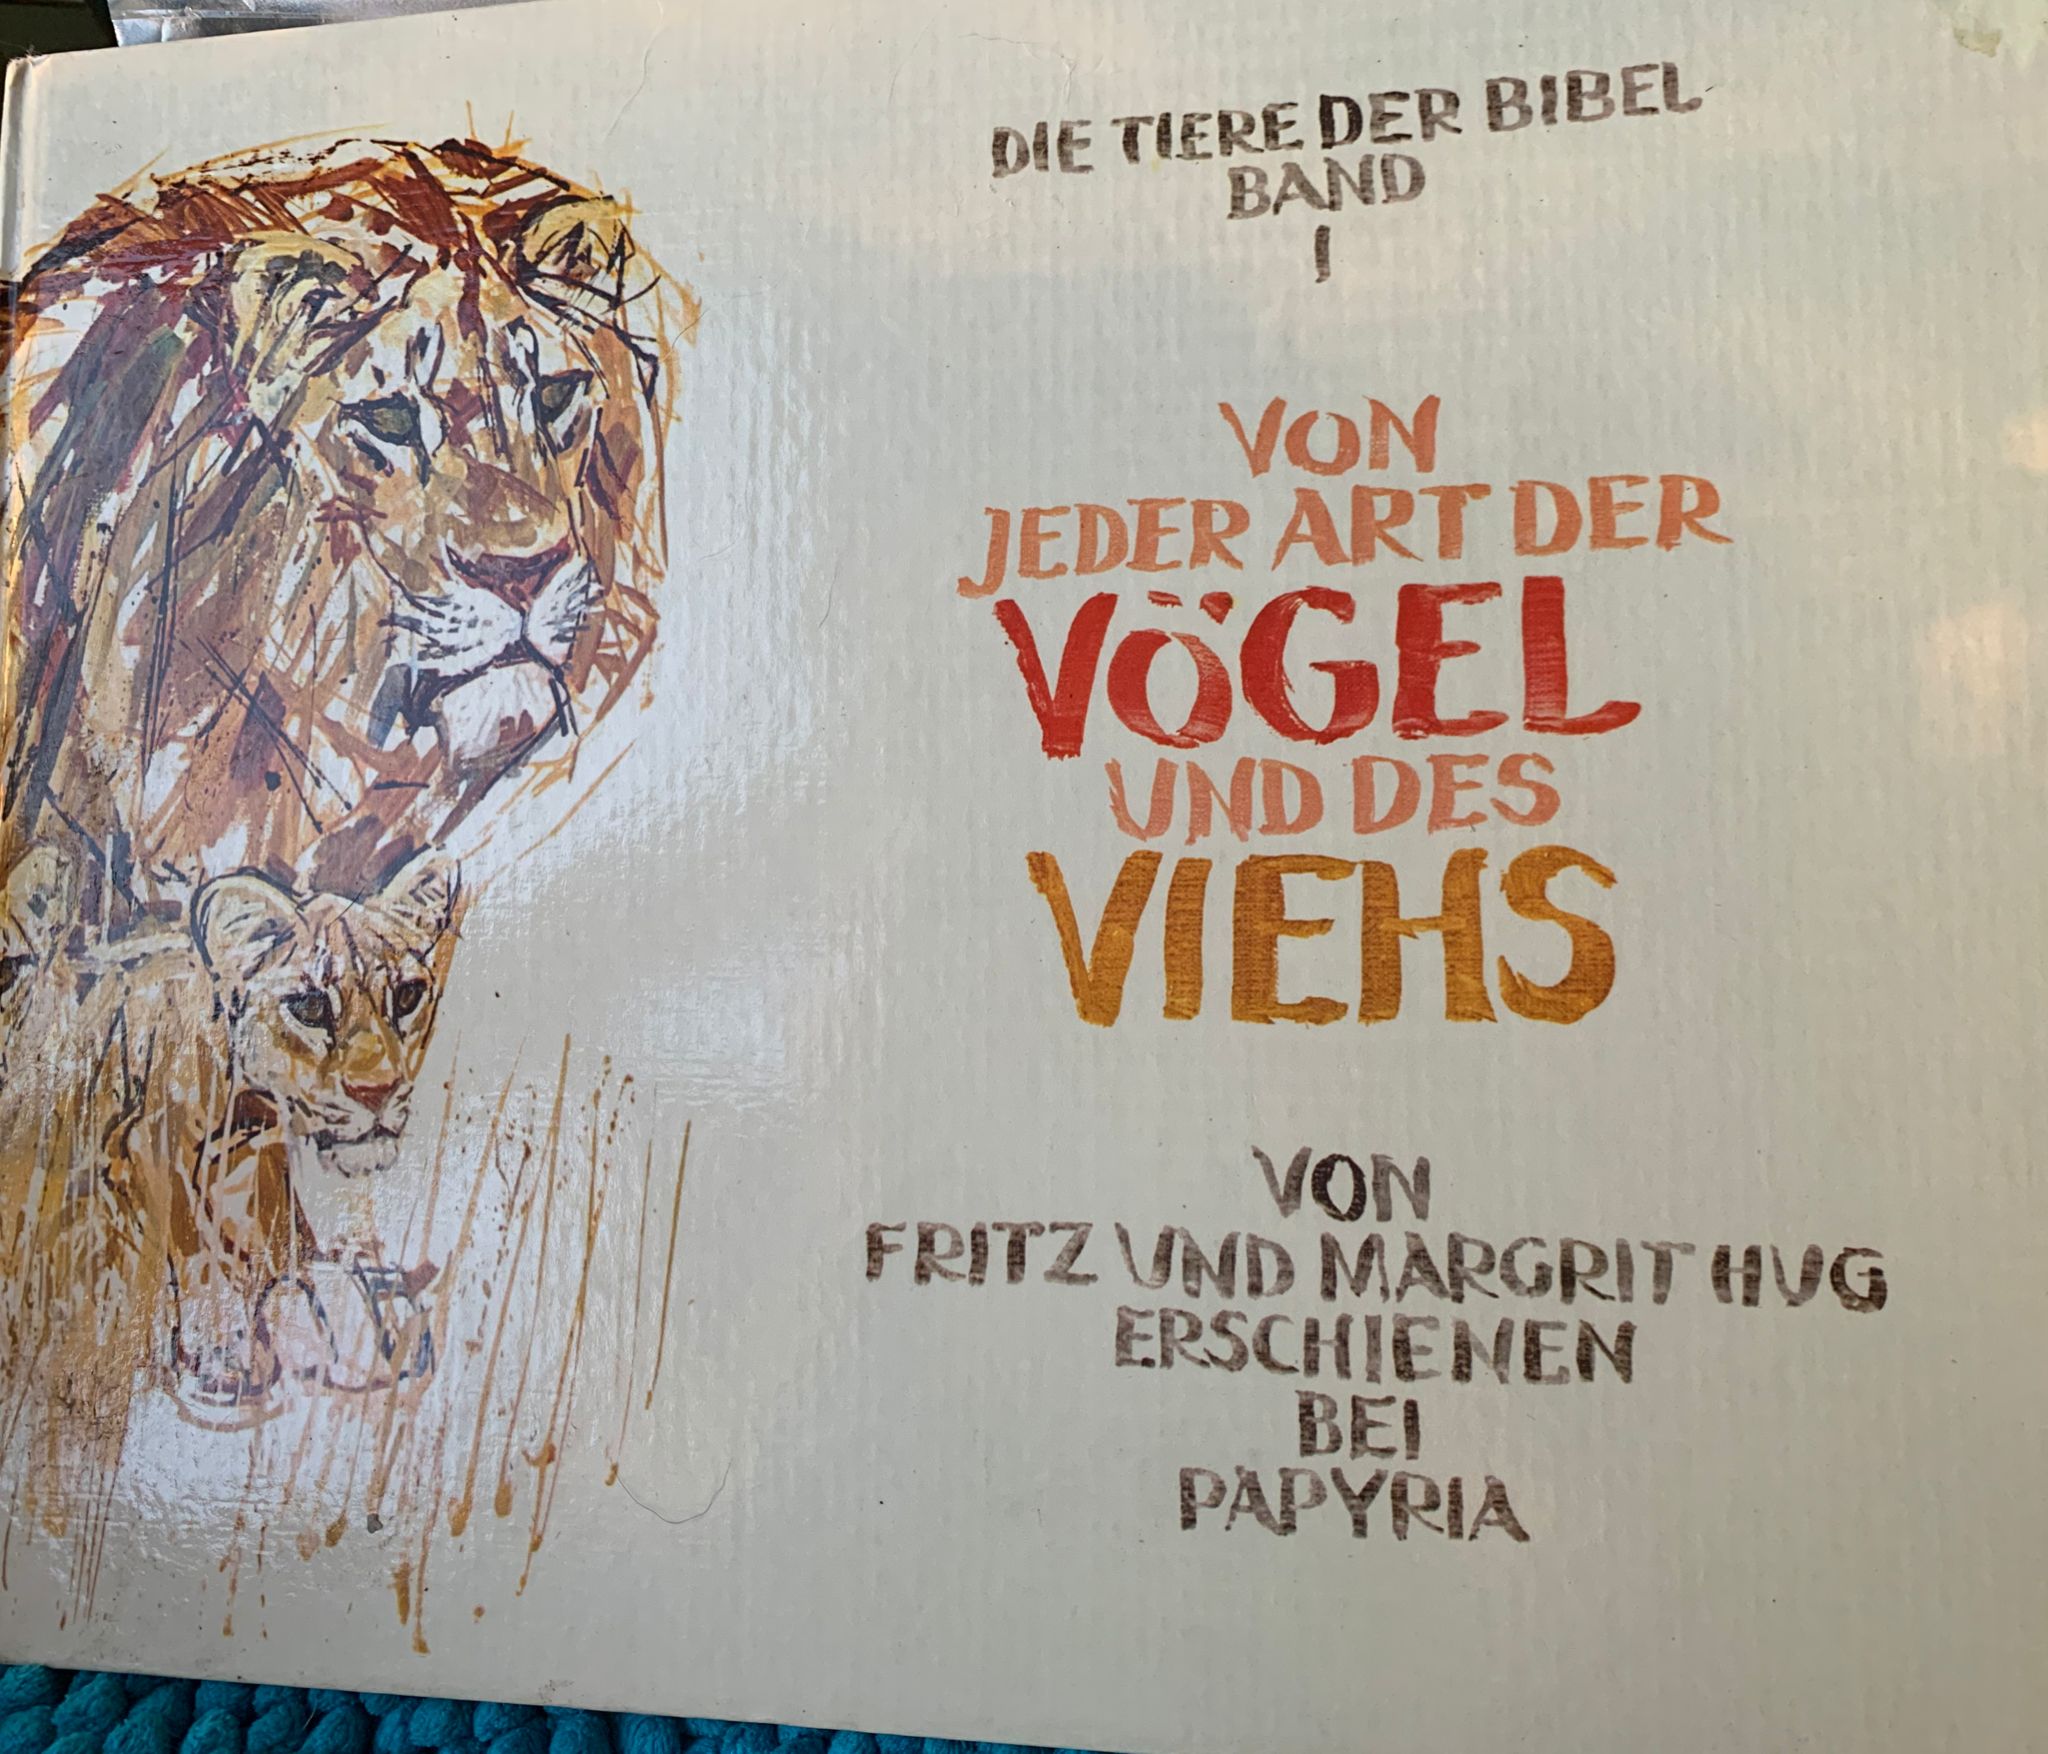 DIE TIERE DER BIBEL
BAND
I
VON
JEDER ART DER
VÖGEL
UND DES
VIEHS
VON
FRITZ UND MARGRIT HUG
ERSCHIENEN
BEI
PAPYRIA